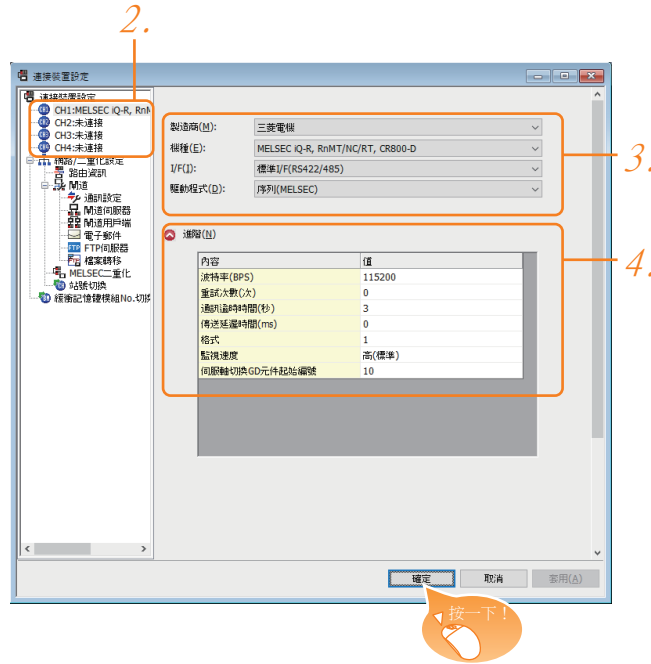 2.
連接裝置設定
連接裝置設定
CH1:MELSEC iQ-R, RnM
CH2:未連接
CH3:未連接
CH4:未連接
網路/二重化設定
路由資訊
閘道
通訊設定
閘道伺服器
閘道用戶端
電子郵件
FTP伺服器
檔案轉移
MELSEC二重化
站號切換
緩衝記憶體模組No.切換
製造商(M):
三菱電機
機種(E):
MELSEC iQ-R, RnMT/NC/RT, CR800-D
I/F(I):
標準I/F(RS422/485)
驅動程式(D):
序列(MELSEC)
3.
進階(N)
內容 值
波特率(BPS) 115200
重試次數(次) 0
通訊逾時時間(秒) 3
傳送延遲時間(ms) 0
格式 1
監視速度 高(標準)
伺服軸切換GD元件起始編號 10
4.
確定 取消 套用(A)
按一下！